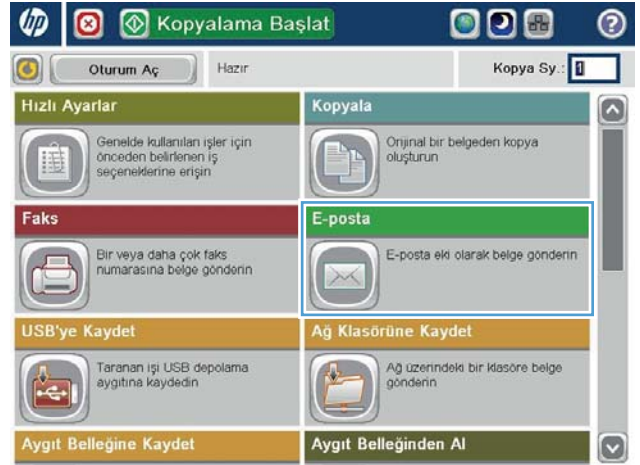 hp
Kopyalama Başlat
?
Oturum Aç
Hazır
Kopya Sy.: 1
Hızlı Ayarlar
Genelde kullanılan işler için
önceden belirlenen iş
seçeneklerine erişin
Kopyala
Orijinal bir belgeden kopya
oluşturun
Faks
Bir veya daha çok faks
numarasına belge gönderin
E-posta
E-posta eki olarak belge gönderin
USB'ye Kaydet
Taranan işi USB depolama
aygıtına kaydedin
Ağ Klasörüne Kaydet
Ağ üzerindeki bir klasöre belge
gönderin
Aygıt Belleğine Kaydet
Aygıt Belleğinden Al